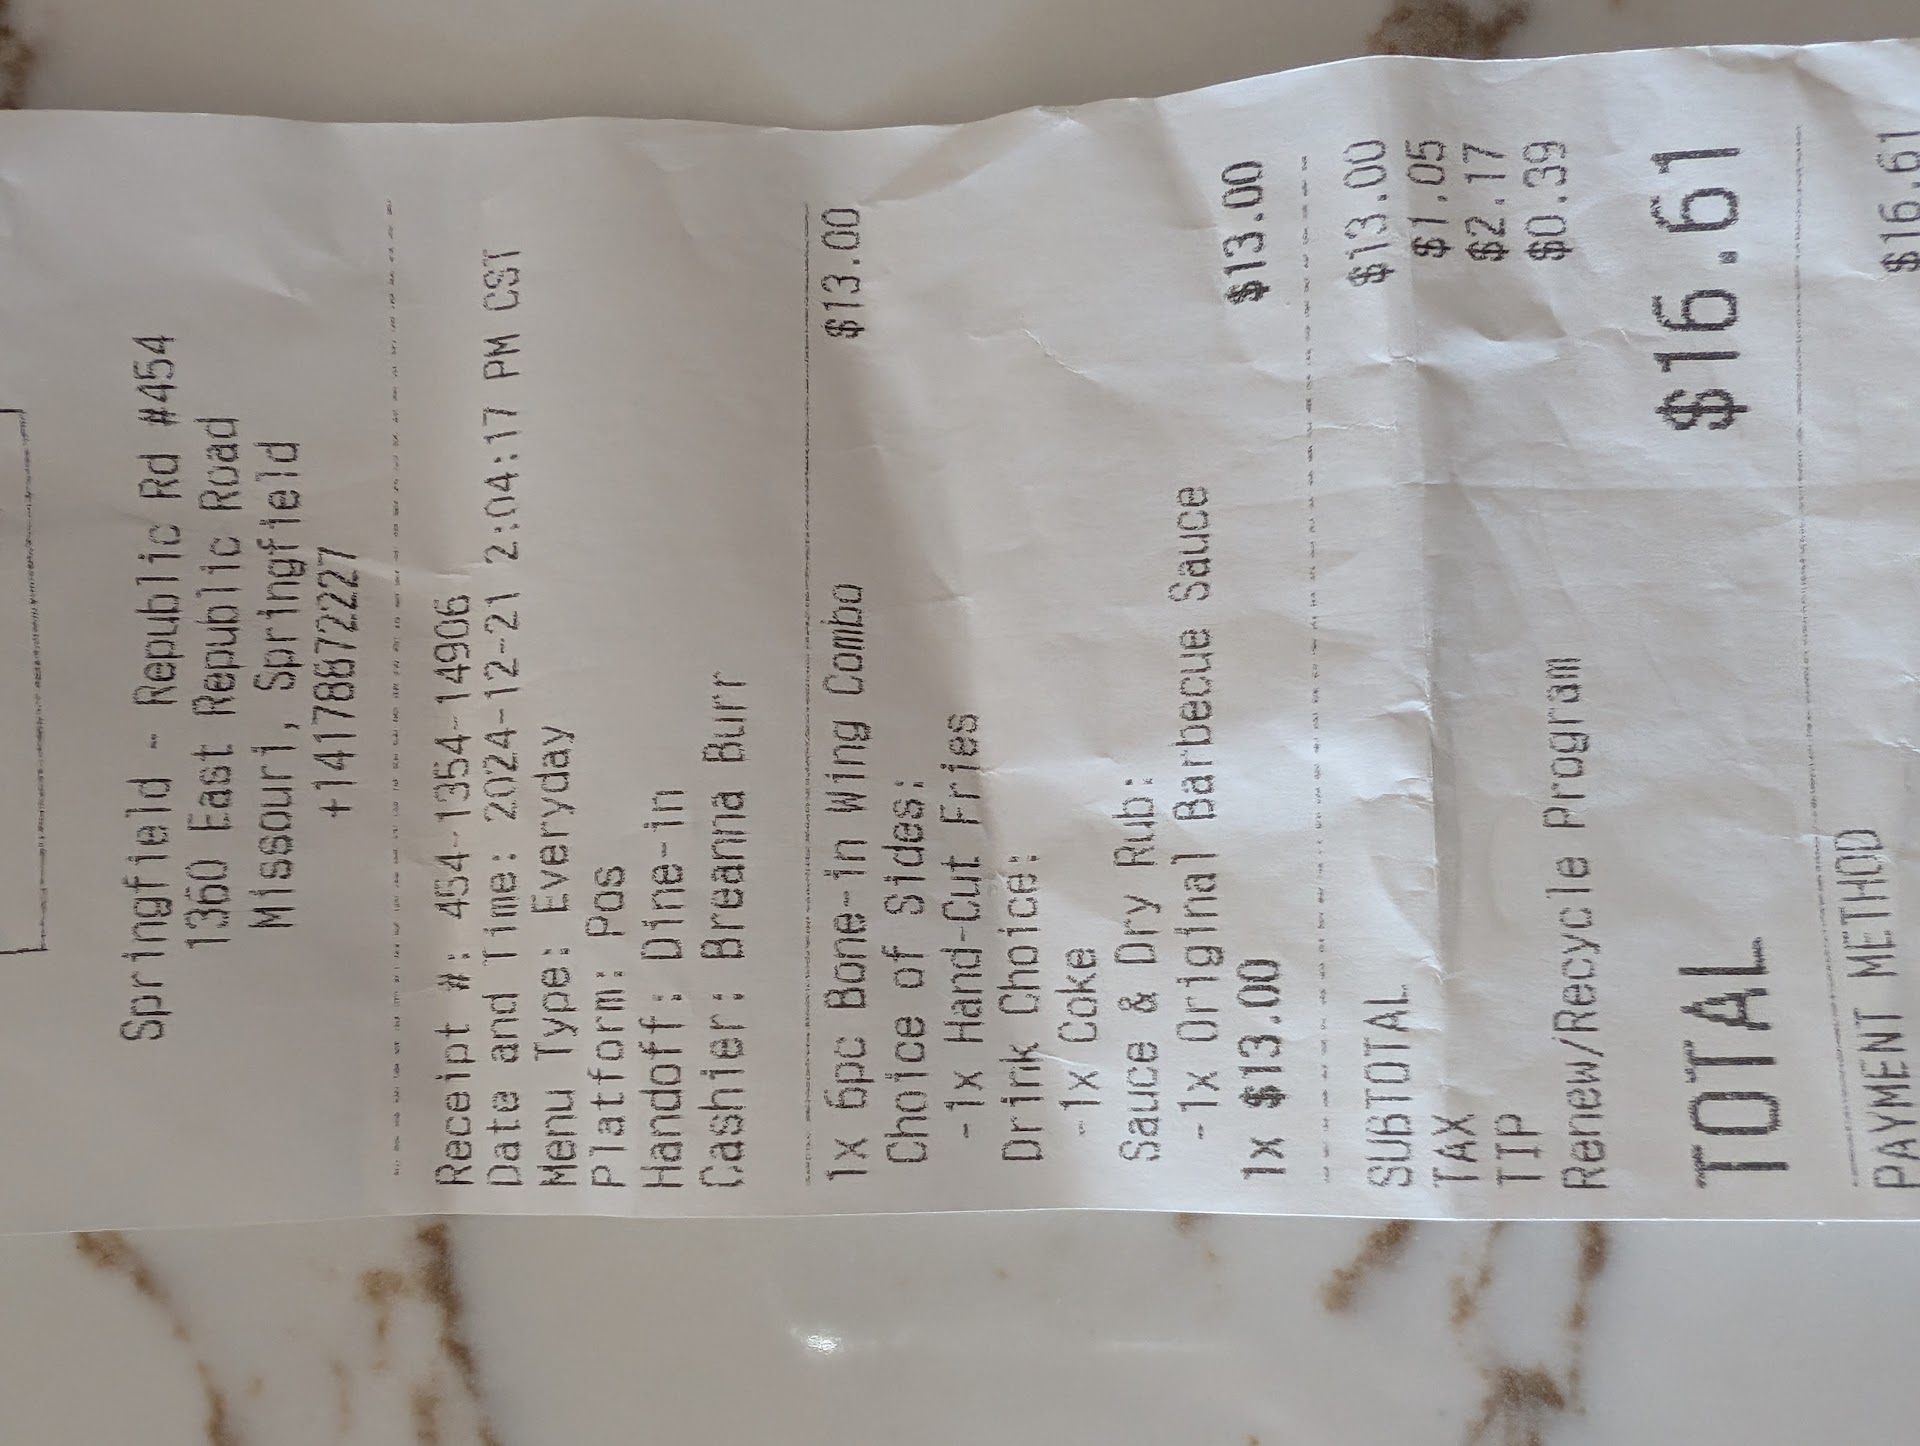 Springfield - Republic Rd #454
1360 East Republic Road
Missouri, Springfield
+14178872227
Receipt #: 454-1354-14906
Date and Time: 2024-12-21 2:04:17 PM CST
Menu Type: Everyday
Platform: Pos
Handoff: Dine-in
Cashier: Breanna Burr
1x 6pc Bone-in Wing Combo $13.00
Choice of Sides:
- 1x Hand-Cut Fries
Drink Choice:
- 1x Coke
Sauce & Dry Rub:
- 1x Original Barbecue Sauce
1x $13.00 $13.00
SUBTOTAL $13.00
TAX $1.05
TIP $2.17
Renew/Recycle Program $0.39
TOTAL $16.61
PAYMENT METHOD $16.61